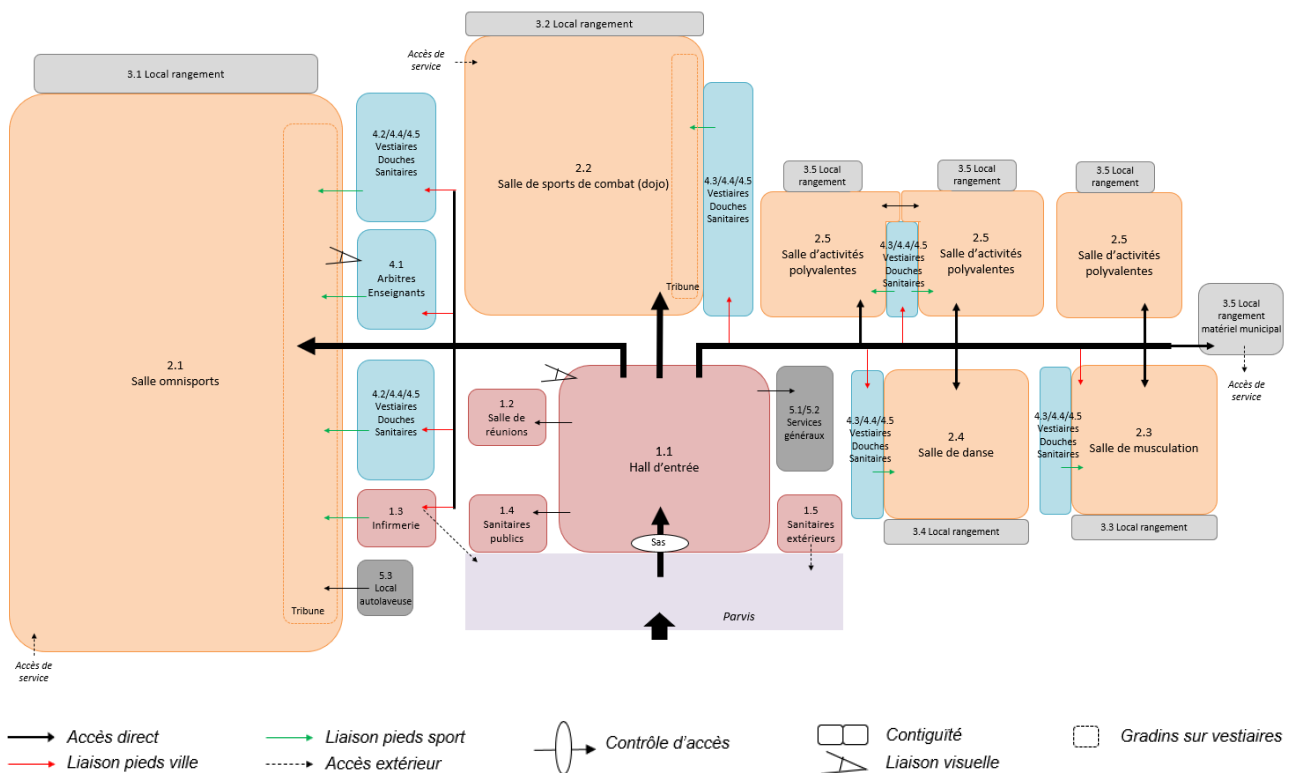 3.2 Local rangement
Accès de
service
3.1 Local rangement
4.2/4.4/4.5
Vestiaires
Douches
Sanitaires
2.2
Salle de sports de combat (dojo)
4.3/4.4/4.5
Vestiaires
Douches
Sanitaires
3.5 Local
rangement
3.5 Local
rangement
3.5 Local
rangement
2.5
Salle d'activités
polyvalentes
4.3/4.4/4.5
Vestiaires
Douches
Sanitaires
2.5
Salle d'activités
polyvalentes
2.5
Salle d'activités
polyvalentes
4.1
Arbitres
Enseignants
Tribune
3.5 Local
rangement
matériel municipal
Accès de
service
2.1
Salle omnisports
4.2/4.4/4.5
Vestiaires
Douches
Sanitaires
1.2
Salle de
réunions
1.1
Hall d'entrée
5.1/5.2
Services
généraux
4.3/4.4/4.5
Vestiaires
Douches
Sanitaires
2.4
Salle de danse
4.3/4.4/4.5
Vestiaires
Douches
Sanitaires
2.3
Salle de musculation
1.3
Infirmerie
1.4
Sanitaires
publics
Sas
1.5
Sanitaires
extérieurs
3.4 Local rangement
3.3 Local rangement
5.3
Local
autolaveuse
Tribune
Parvis
Accès de
service
Accès direct
Liaison pieds sport
Contrôle d'accès
Contiguïté
Gradins sur vestiaires
Liaison pieds ville
Accès extérieur
Liaison visuelle